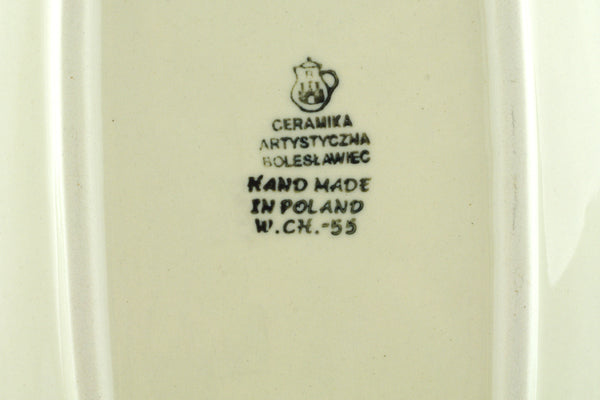 CERAMIKA
ARTYSTYCZNA
BOLESŁAWIEC
HAND MADE
IN POLAND
W.CH.-55